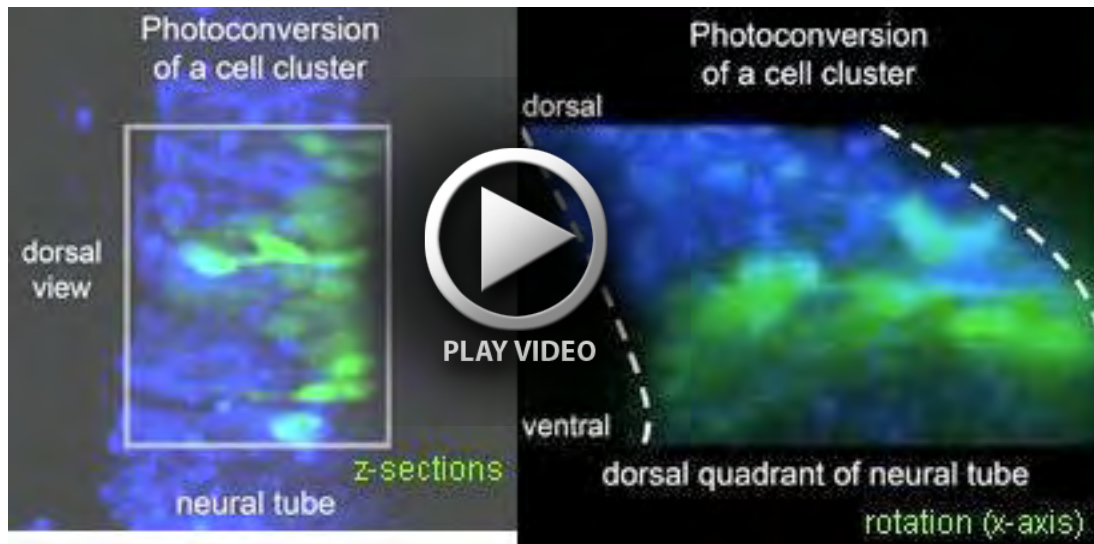 Photoconversion
of a cell cluster
dorsal
view
z-sections
neural tube
PLAY VIDEO
Photoconversion
of a cell cluster
dorsal
ventral
dorsal quadrant of neural tube
rotation (x-axis)